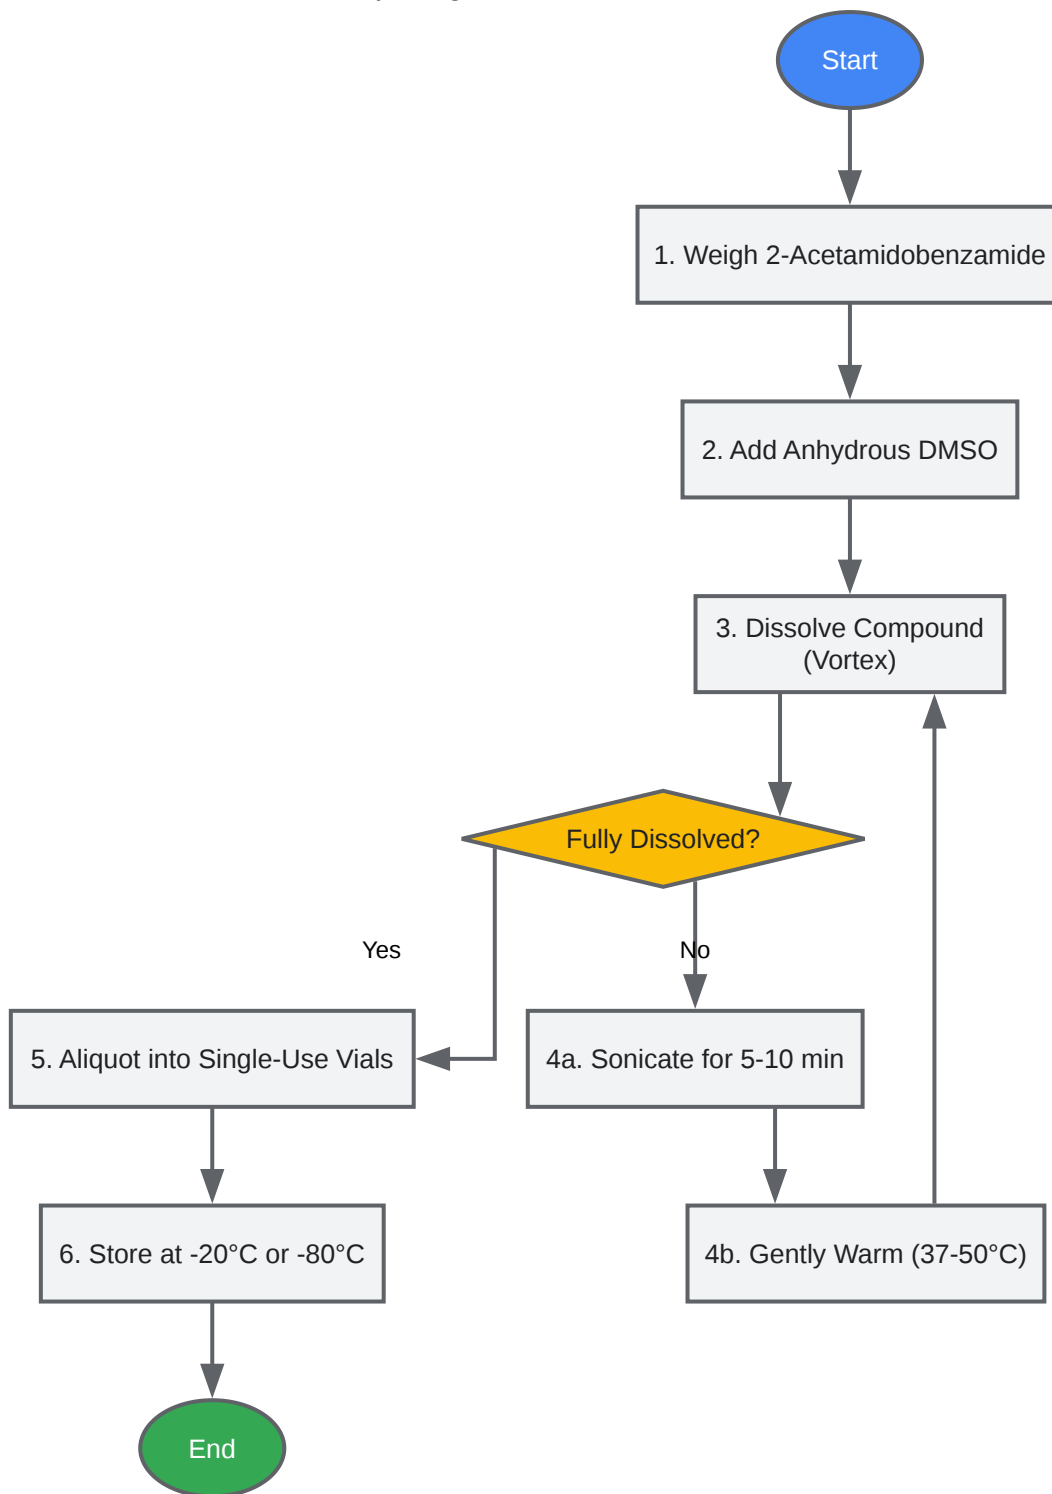 Start
1. Weigh 2-Acetamidobenzamide
2. Add Anhydrous DMSO
3. Dissolve Compound
(Vortex)
Fully Dissolved?
Yes
No
5. Aliquot into Single-Use Vials
4a. Sonicate for 5-10 min
6. Store at -20°C or -80°C
4b. Gently Warm (37-50°C)
End